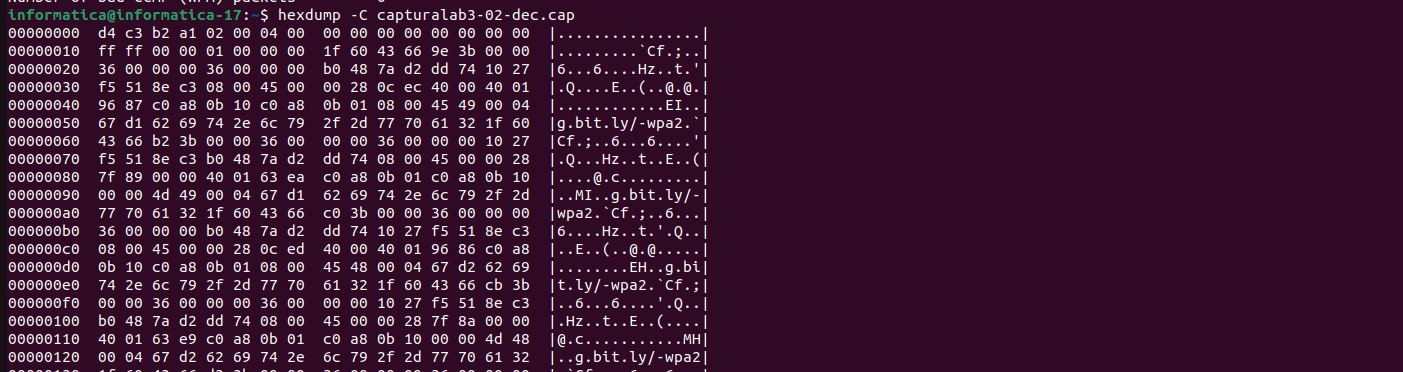 informatica@informatica-17:~$ hexdump -C capturalab3-02-dec.cap
00000000  d4 c3 b2 a1 02 00 04 00  00 00 00 00 00 00 00 00  |................|
00000010  ff ff 00 00 01 00 00 00  1f 60 43 66 9e 3b 00 00  |.........`Cf.;..|
00000020  36 00 00 00 36 00 00 00  b0 48 7a d2 dd 74 10 27  |6...6....Hz..t.'|
00000030  f5 51 8e c3 08 00 45 00  00 28 0c ec 40 00 40 01  |.Q....E..(..@.@.|
00000040  96 87 c0 a8 0b 10 c0 a8  0b 01 08 00 45 49 00 04  |............EI..|
00000050  67 d1 62 69 74 2e 6c 79  2f 2d 77 70 61 32 1f 60  |g.bit.ly/-wpa2.`|
00000060  43 66 b2 3b 00 00 36 00  00 00 36 00 00 00 10 27  |Cf.;..6...6....'|
00000070  f5 51 8e c3 b0 48 7a d2  dd 74 08 00 45 00 00 28  |.Q...Hz..t..E..(|
00000080  7f 89 00 00 40 01 63 ea  c0 a8 0b 01 c0 a8 0b 10  |....@.c.........|
00000090  00 00 4d 49 00 04 67 d1  62 69 74 2e 6c 79 2f 2d  |..MI..g.bit.ly/-|
000000a0  77 70 61 32 1f 60 43 66  c0 3b 00 00 36 00 00 00  |wpa2.`Cf.;..6...|
000000b0  36 00 00 00 b0 48 7a d2  dd 74 10 27 f5 51 8e c3  |6....Hz..t.'.Q..|
000000c0  08 00 45 00 00 28 0c ed  40 00 40 01 96 86 c0 a8  |..E..(..@.@.....|
000000d0  0b 10 c0 a8 0b 01 08 00  45 48 00 04 67 d2 62 69  |........EH..g.bi|
000000e0  74 2e 6c 79 2f 2d 77 70  61 32 1f 60 43 66 cb 3b  |t.ly/-wpa2.`Cf.;|
000000f0  00 00 36 00 00 00 36 00  00 00 10 27 f5 51 8e c3  |..6...6....'.Q..|
00000100  b0 48 7a d2 dd 74 08 00  45 00 00 28 7f 8a 00 00  |.Hz..t..E..(....|
00000110  40 01 63 e9 c0 a8 0b 01  c0 a8 0b 10 00 00 4d 48  |@.c...........MH|
00000120  00 04 67 d2 62 69 74 2e  6c 79 2f 2d 77 70 61 32  |..g.bit.ly/-wpa2|